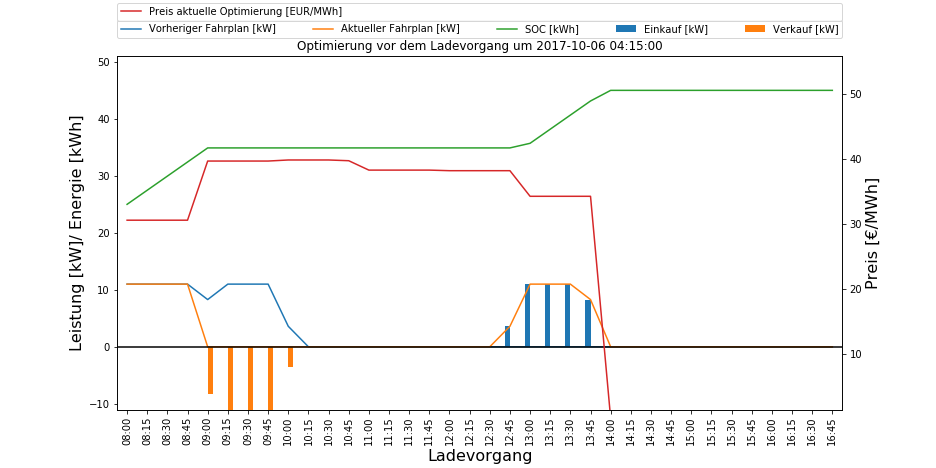 Preis aktuelle Optimierung [EUR/MWh]
Vorheriger Fahrplan [kW] Aktueller Fahrplan [kW] SOC [kWh] Einkauf [kW] Verkauf [kW]
Optimierung vor dem Ladevorgang um 2017-10-06 04:15:00
Leistung [kW]/ Energie [kWh]
50
40
30
20
10
0
−10
50
40
30
20
10
Preis [€/MWh]
08:00 08:15 08:30 08:45 09:00 09:15 09:30 09:45 10:00 10:15 10:30 10:45 11:00 11:15 11:30 11:45 12:00 12:15 12:30 12:45 13:00 13:15 13:30 13:45 14:00 14:15 14:30 14:45 15:00 15:15 15:30 15:45 16:00 16:15 16:30 16:45
Ladevorgang